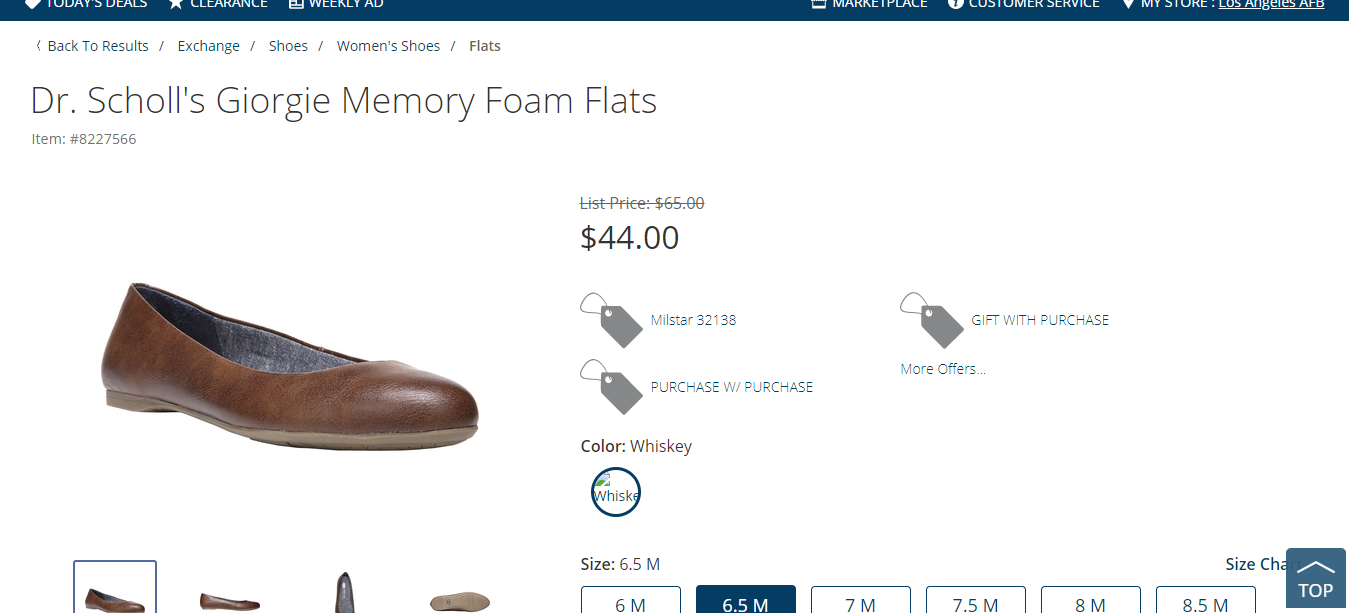 TODAY'S DEALS CLEARANCE WEEKLY AD MARKETPLACE CUSTOMER SERVICE MY STORE : Los Angeles AFB
Back To Results / Exchange / Shoes / Women's Shoes / Flats
Dr. Scholl's Giorgie Memory Foam Flats
Item: #8227566
List Price: $65.00
$44.00
Milstar 32138
GIFT WITH PURCHASE
PURCHASE W/ PURCHASE
More Offers...
Color: Whiskey
Whiske
Size: 6.5 M
Size Chart
TOP
6 M 6.5 M 7 M 7.5 M 8 M 8.5 M